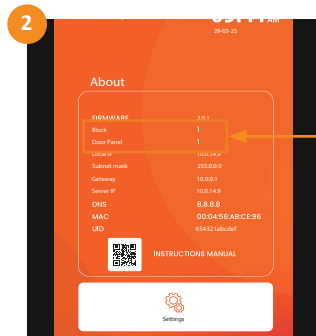 2
29-03-25
About
FIRMWARE 2.0.1
Block 1
Door Panel 1
Local IP 10.0.14.9
Subnet mask 255.0.0.0
Gateway 10.0.0.1
Server IP 10.0.14.9
DNS 8.8.8.8
MAC 00:04:56:AB:CE:96
UID 654321abcdef
INSTRUCTIONS MANUAL
Settings